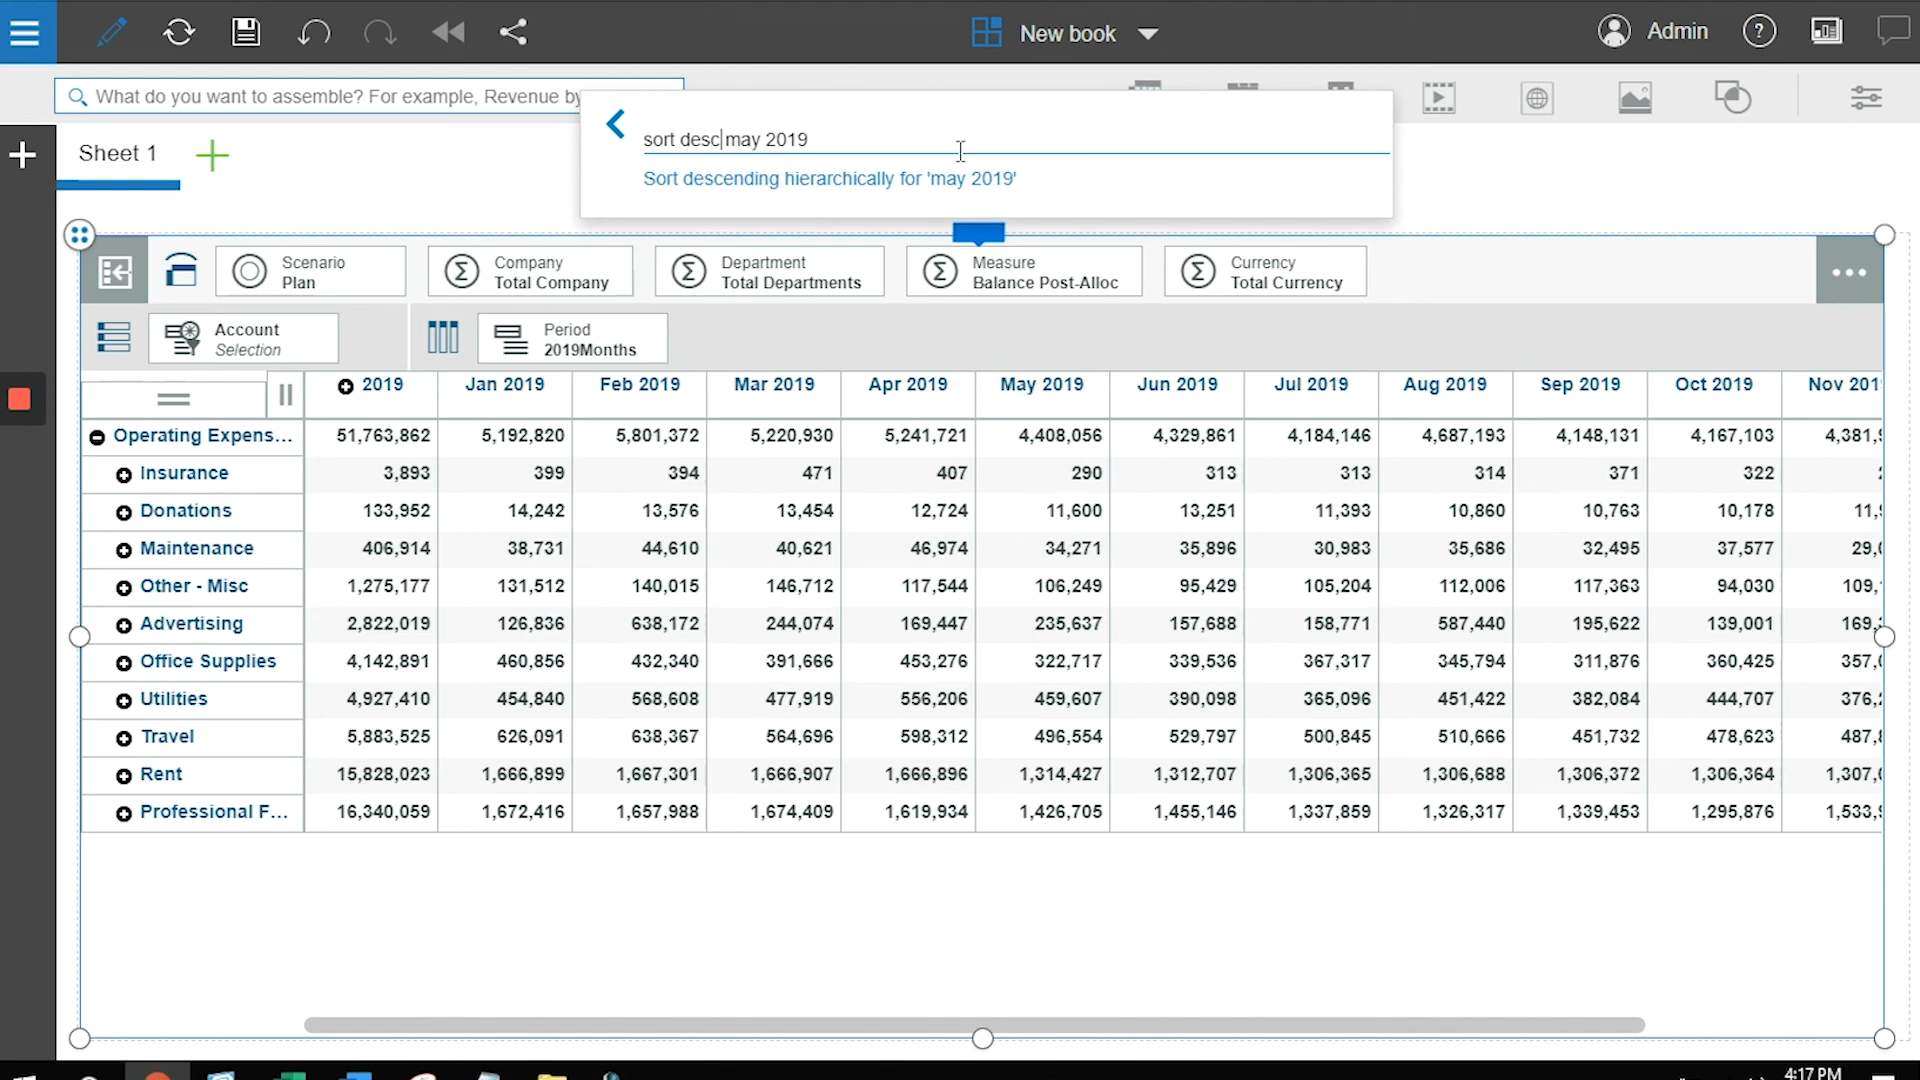 New book
Admin
?
What do you want to assemble? For example, Revenue by
sort desc may 2019
Sort descending hierarchically for 'may 2019'
Sheet 1
Scenario
Plan
Company
Total Company
Department
Total Departments
Measure
Balance Post-Alloc
Currency
Total Currency
Account
Selection
Period
2019Months
2019 Jan 2019 Feb 2019 Mar 2019 Apr 2019 May 2019 Jun 2019 Jul 2019 Aug 2019 Sep 2019 Oct 2019 Nov 201
Operating Expens... 51,763,862 5,192,820 5,801,372 5,220,930 5,241,721 4,408,056 4,329,861 4,184,146 4,687,193 4,148,131 4,167,103 4,381,
Insurance 3,893 399 394 471 407 290 313 313 314 371 322
Donations 133,952 14,242 13,576 13,454 12,724 11,600 13,251 11,393 10,860 10,763 10,178 11,
Maintenance 406,914 38,731 44,610 40,621 46,974 34,271 35,896 30,983 35,686 32,495 37,577 29,
Other - Misc 1,275,177 131,512 140,015 146,712 117,544 106,249 95,429 105,204 112,006 117,363 94,030 109,
Advertising 2,822,019 126,836 638,172 244,074 169,447 235,637 157,688 158,771 587,440 195,622 139,001 169,
Office Supplies 4,142,891 460,856 432,340 391,666 453,276 322,717 339,536 367,317 345,794 311,876 360,425 357,
Utilities 4,927,410 454,840 568,608 477,919 556,206 459,607 390,098 365,096 451,422 382,084 444,707 376,
Travel 5,883,525 626,091 638,367 564,696 598,312 496,554 529,797 500,845 510,666 451,732 478,623 487,
Rent 15,828,023 1,666,899 1,667,301 1,666,907 1,666,896 1,314,427 1,312,707 1,306,365 1,306,688 1,306,372 1,306,364 1,307,
Professional F... 16,340,059 1,672,416 1,657,988 1,674,409 1,619,934 1,426,705 1,455,146 1,337,859 1,326,317 1,339,453 1,295,876 1,533,
4:17 PM